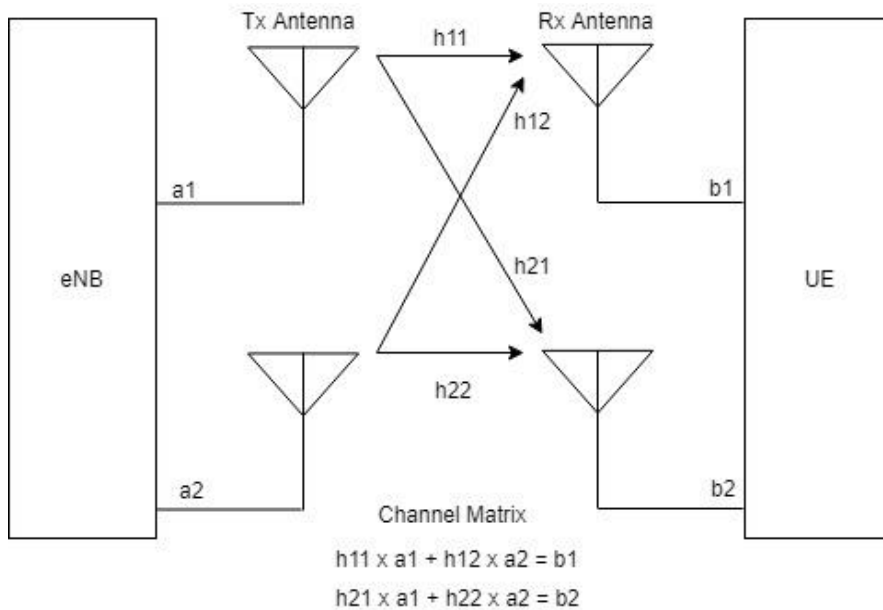 Tx Antenna
Rx Antenna
h11
h12
a1
b1
eNB
h21
UE
h22
a2
b2
Channel Matrix
h11 x a1 + h12 x a2 = b1
h21 x a1 + h22 x a2 = b2